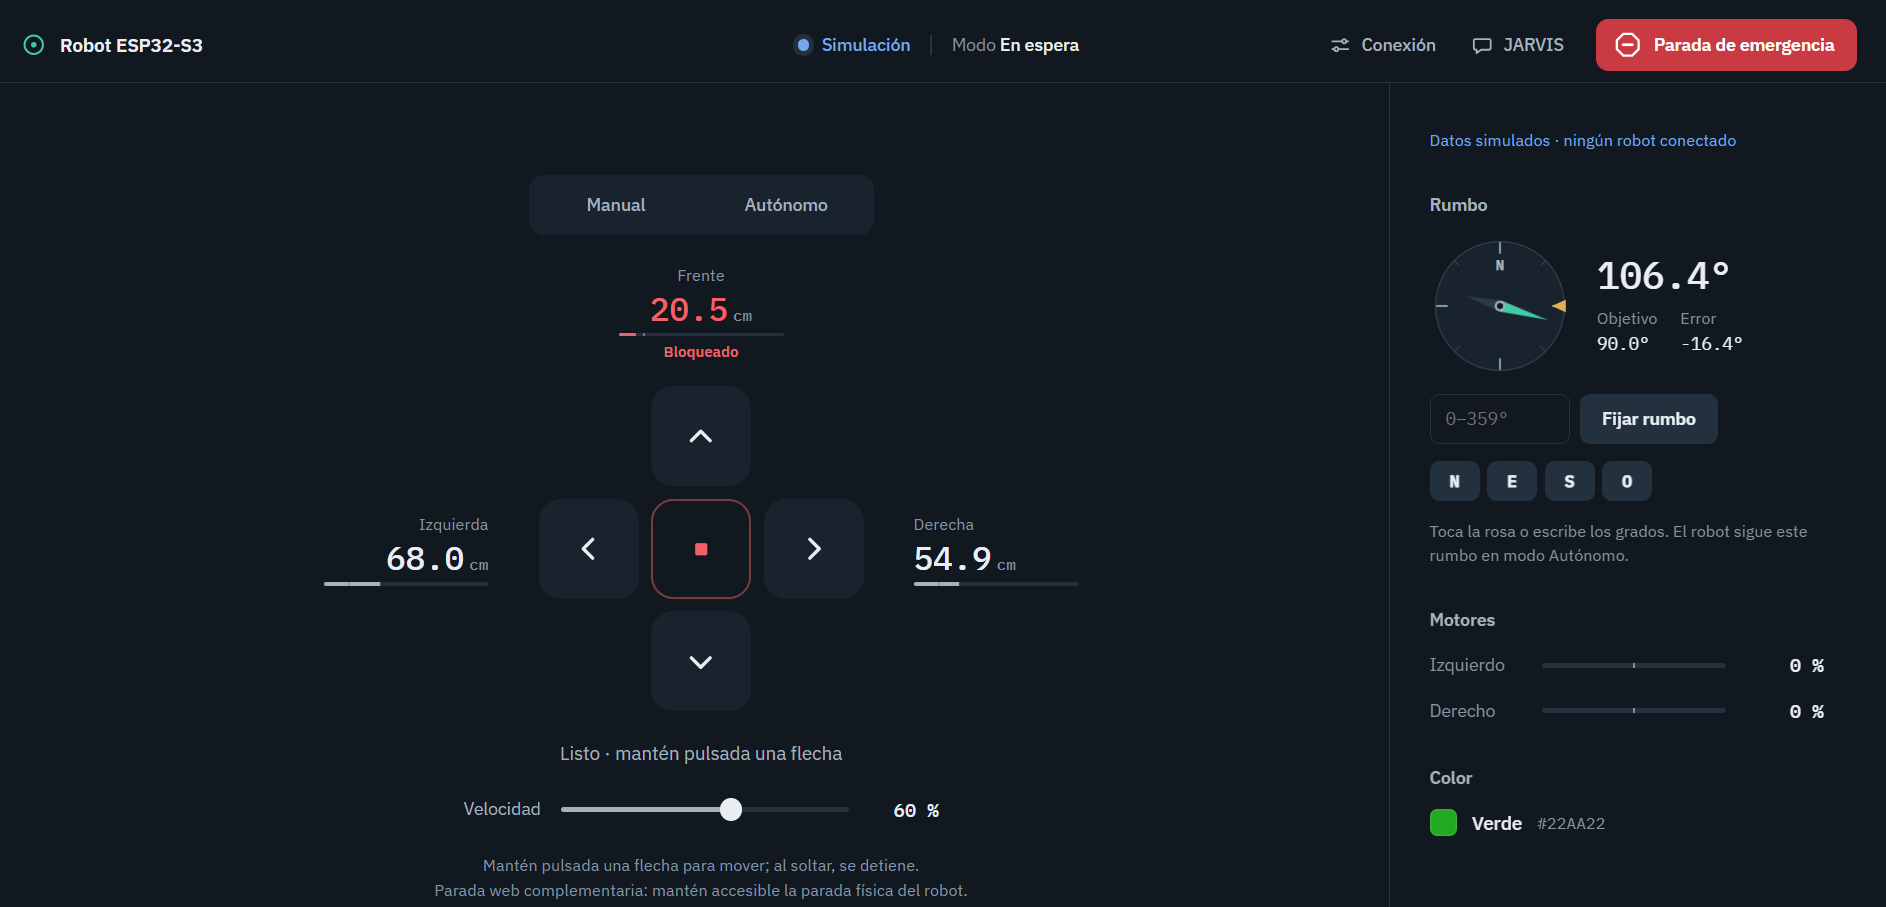 Robot ESP32-S3
Simulación
Modo En espera
Conexión
JARVIS
Parada de emergencia
Manual
Autónomo
Frente
20.5 cm
Bloqueado
Izquierda
68.0 cm
Derecha
54.9 cm
Listo · mantén pulsada una flecha
Velocidad
60 %
Mantén pulsada una flecha para mover; al soltar, se detiene.
Parada web complementaria: mantén accesible la parada física del robot.
Datos simulados · ningún robot conectado
Rumbo
N
106.4°
Objetivo
Error
90.0°
-16.4°
0–359°
Fijar rumbo
N
E
S
O
Toca la rosa o escribe los grados. El robot sigue este
rumbo en modo Autónomo.
Motores
Izquierdo
0 %
Derecho
0 %
Color
Verde
#22AA22